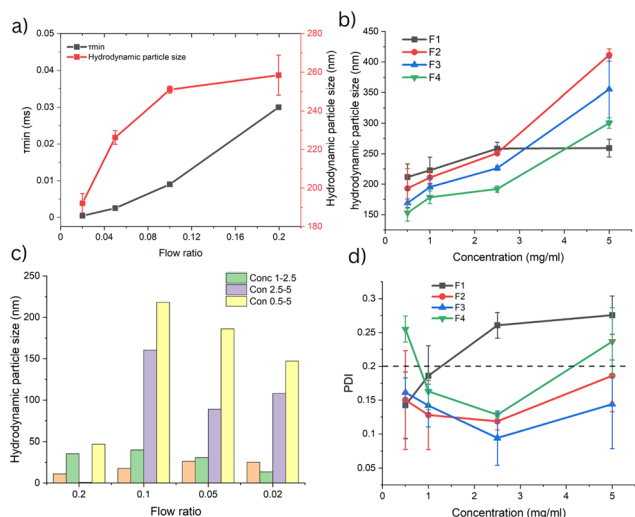 a)
τmin
Hydrodynamic particle size
0.05
0.04
0.03
0.02
0.01
0
τmin (ms)
280
260
240
220
200
180
Hydrodynamic particle size (nm)
0.00 0.04 0.08 0.12 0.16 0.20
Flow ratio
b)
F1
F2
F3
F4
450
400
350
300
250
200
150
hydrodynamic particle size (nm)
0 1 2 3 4 5
Concentration (mg/ml)
c)
Conc 1-2.5
Con 2.5-5
Con 0.5-5
250
200
150
100
50
0
Hydrodynamic particle size (nm)
0.2 0.1 0.05 0.02
Flow ratio
d)
F1
F2
F3
F4
0.3
0.25
0.2
0.15
0.1
0.05
PDI
0 1 2 3 4 5
Concentration (mg/ml)